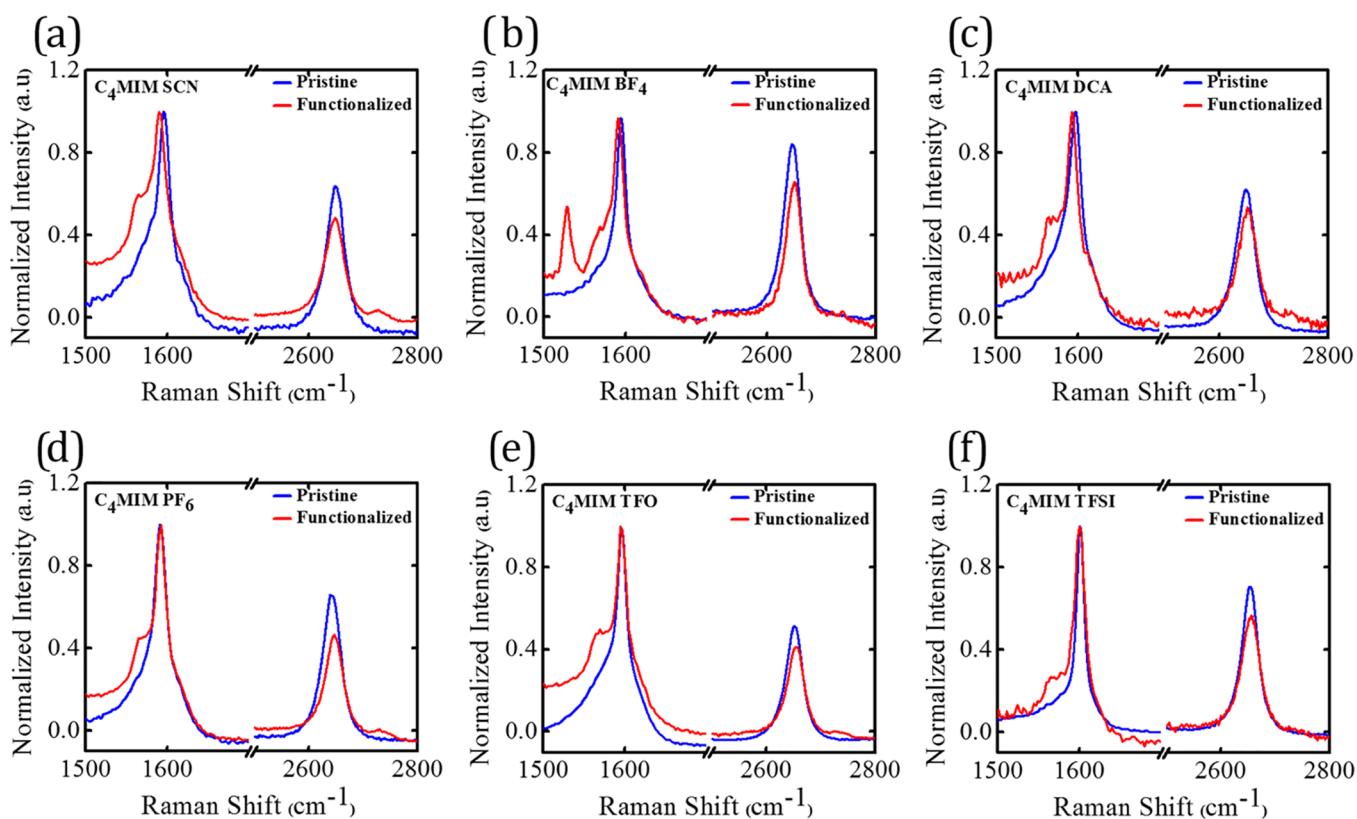 (a)
C4MIM SCN
Pristine
Functionalized
Normalized Intensity (a.u)
1.2
0.8
0.4
0.0
1500 1600 2600 2800
Raman Shift (cm-1)
(b)
C4MIM BF4
Pristine
Functionalized
Normalized Intensity (a.u)
1.2
0.8
0.4
0.0
1500 1600 2600 2800
Raman Shift (cm-1)
(c)
C4MIM DCA
Pristine
Functionalized
Normalized Intensity (a.u)
1.2
0.8
0.4
0.0
1500 1600 2600 2800
Raman Shift (cm-1)
(d)
C4MIM PF6
Pristine
Functionalized
Normalized Intensity (a.u)
1.2
0.8
0.4
0.0
1500 1600 2600 2800
Raman Shift (cm-1)
(e)
C4MIM TFO
Pristine
Functionalized
Normalized Intensity (a.u)
1.2
0.8
0.4
0.0
1500 1600 2600 2800
Raman Shift (cm-1)
(f)
C4MIM TFSI
Pristine
Functionalized
Normalized Intensity (a.u)
1.2
0.8
0.4
0.0
1500 1600 2600 2800
Raman Shift (cm-1)